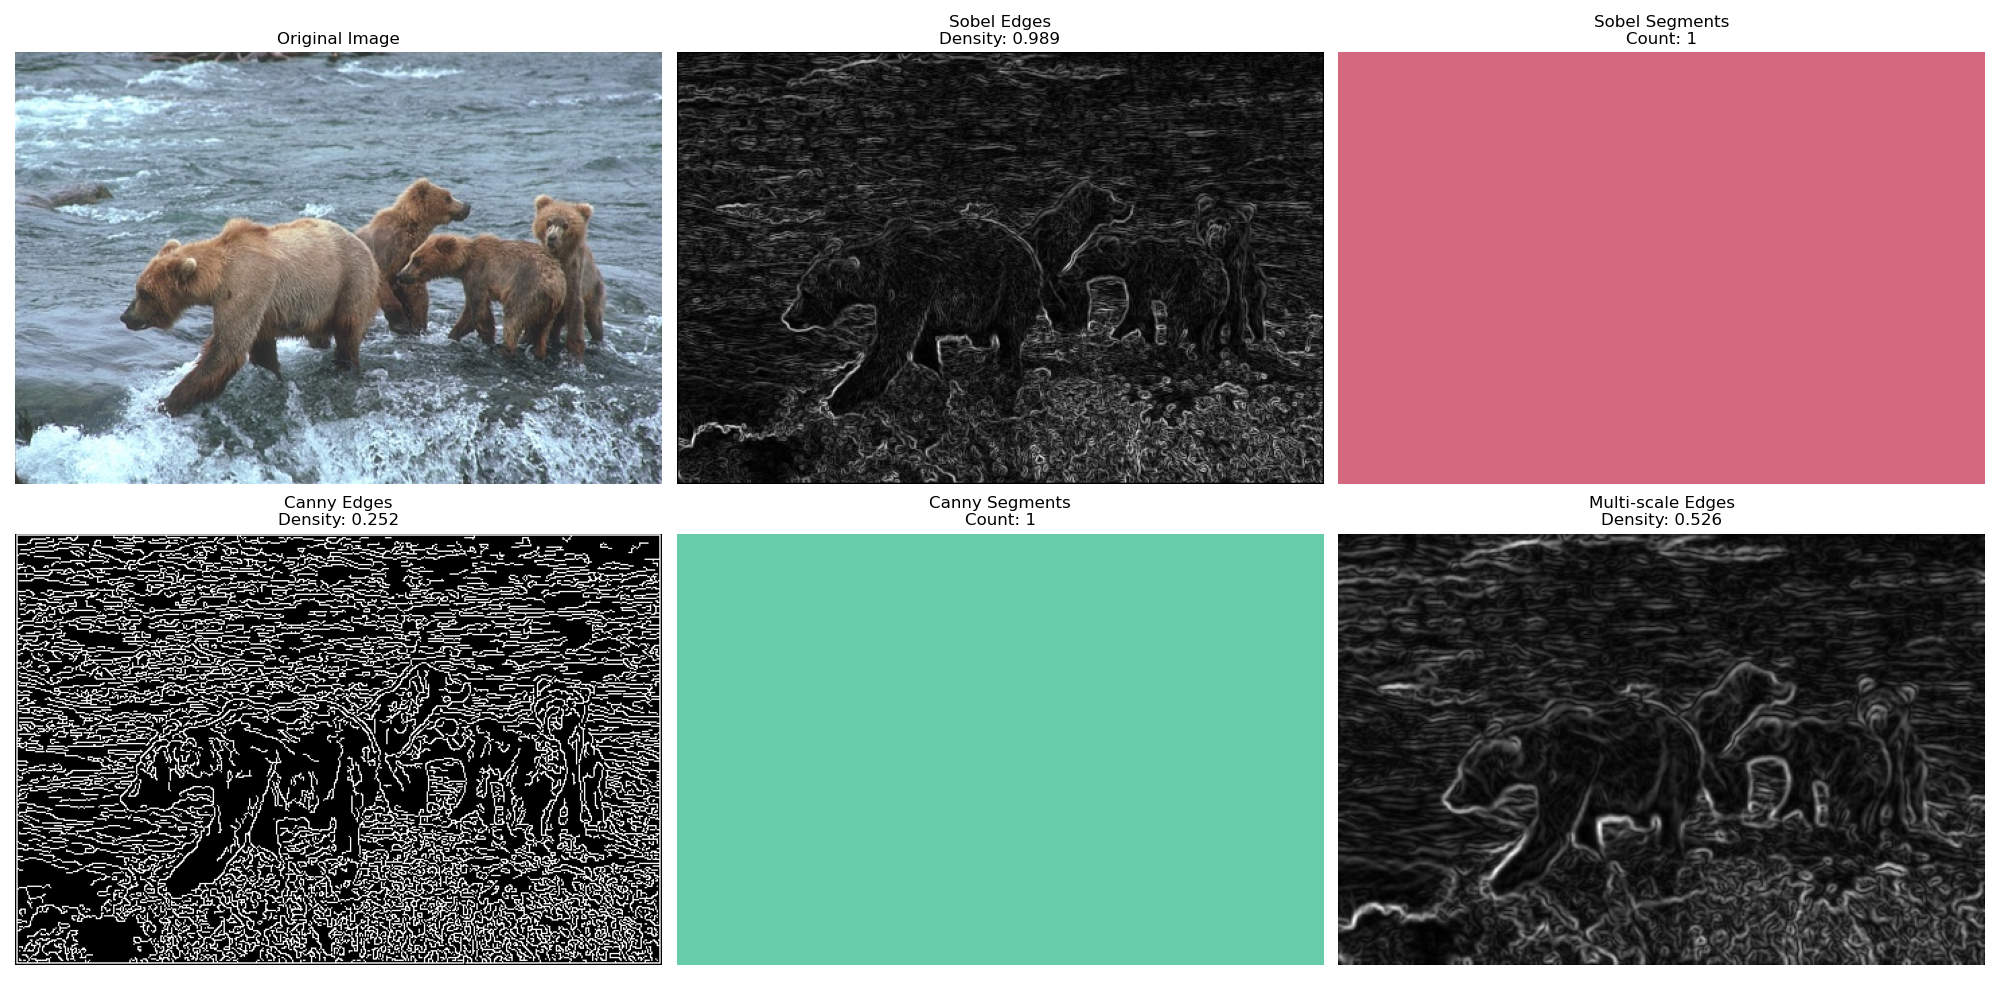 Original Image
Sobel Edges
Density: 0.989
Sobel Segments
Count: 1
Canny Edges
Density: 0.252
Canny Segments
Count: 1
Multi-scale Edges
Density: 0.526